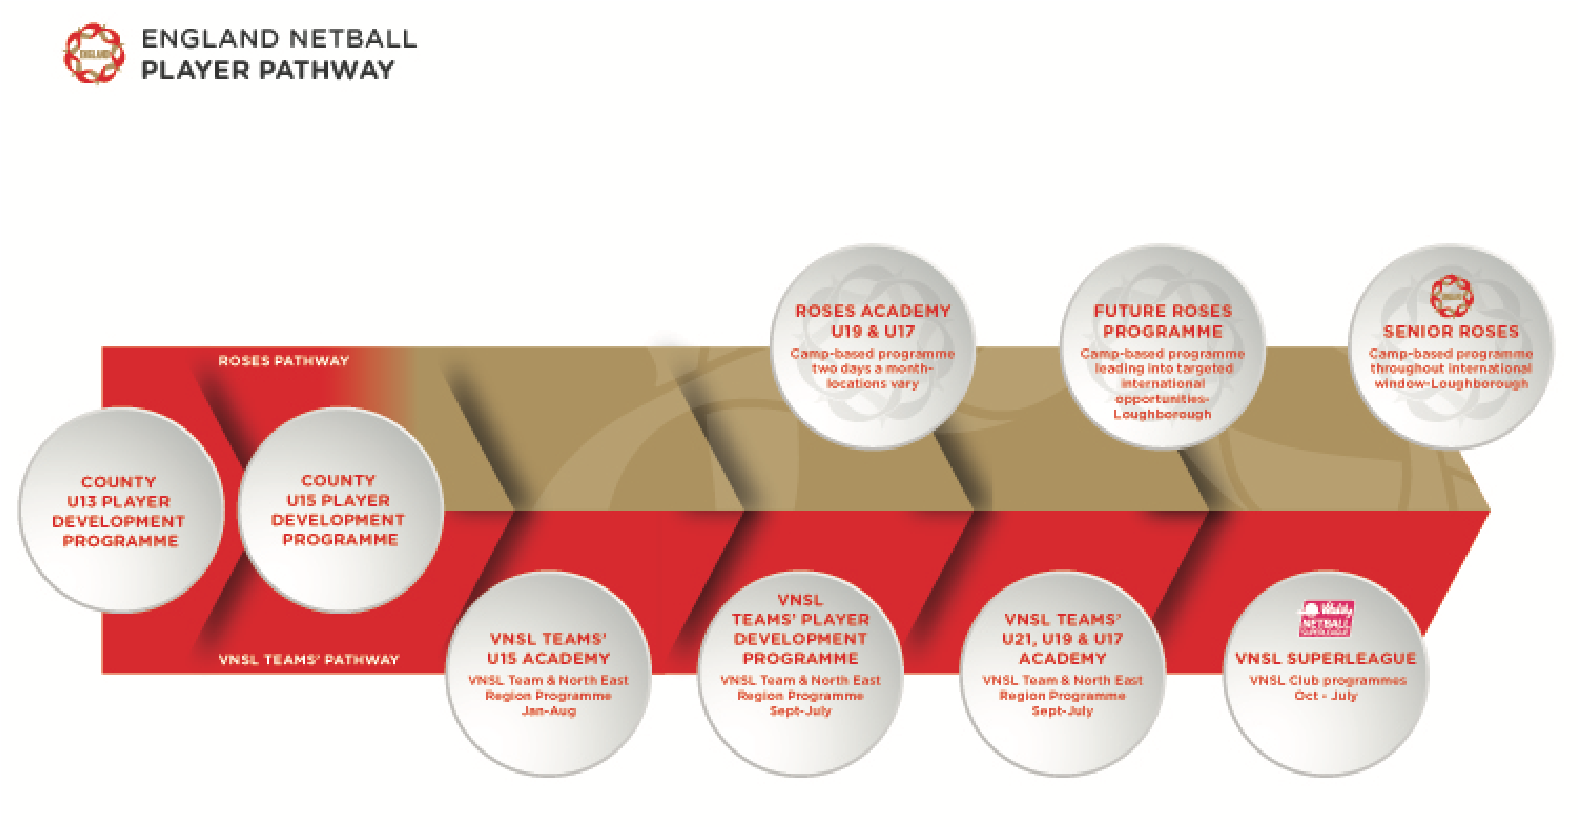 ENGLAND NETBALL
PLAYER PATHWAY
ENGLAND
ROSES PATHWAY
COUNTY
U13 PLAYER
DEVELOPMENT
PROGRAMME
COUNTY
U15 PLAYER
DEVELOPMENT
PROGRAMME
ROSES ACADEMY
U19 & U17
Camp-based programme
two days a month-
locations vary
FUTURE ROSES
PROGRAMME
Camp-based programme
leading into targeted
international
opportunities-
Loughborough
ENGLAND
SENIOR ROSES
Camp-based programme
throughout international
window-Loughborough
VNSL TEAMS' PATHWAY
VNSL TEAMS'
U15 ACADEMY
VNSL Team & North East
Region Programme
Jan-Aug
VNSL
TEAMS' PLAYER
DEVELOPMENT
PROGRAMME
VNSL Team & North East
Region Programme
Sept-July
VNSL TEAMS'
U21, U19 & U17
ACADEMY
VNSL Team & North East
Region Programme
Sept-July
Vitality
NETBALL
SUPERLEAGUE
VNSL SUPERLEAGUE
VNSL Club programmes
Oct - July